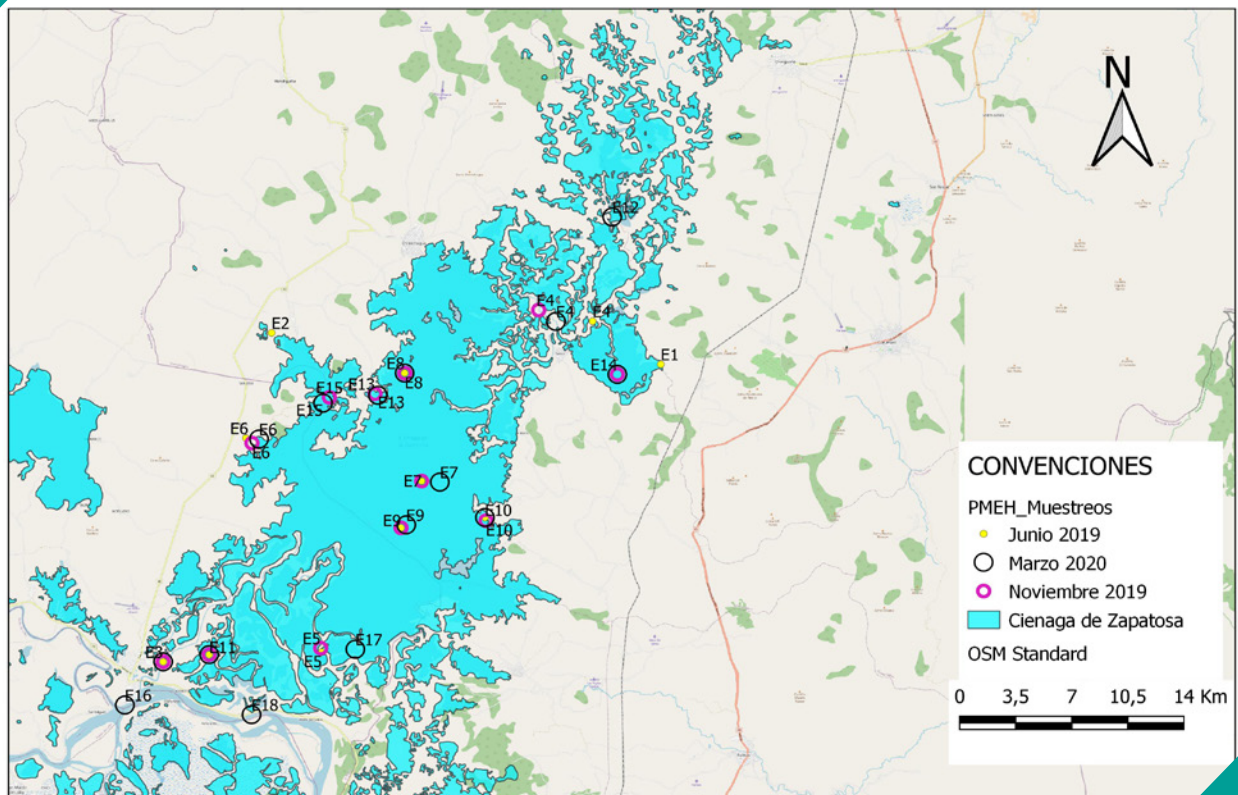 N
E12
E4
E4
E4
E2
E1
E14
E8
E8
E15
E13
E13
E15
E6
E6
E6
E7
E7
E10
E10
E9
E9
E5
E5
E17
E3
E11
E16
E18
CONVENCIONES
PMEH_Muestreos
Junio 2019
Marzo 2020
Noviembre 2019
Cienaga de Zapatosa
OSM Standard
0 3,5 7 10,5 14 Km